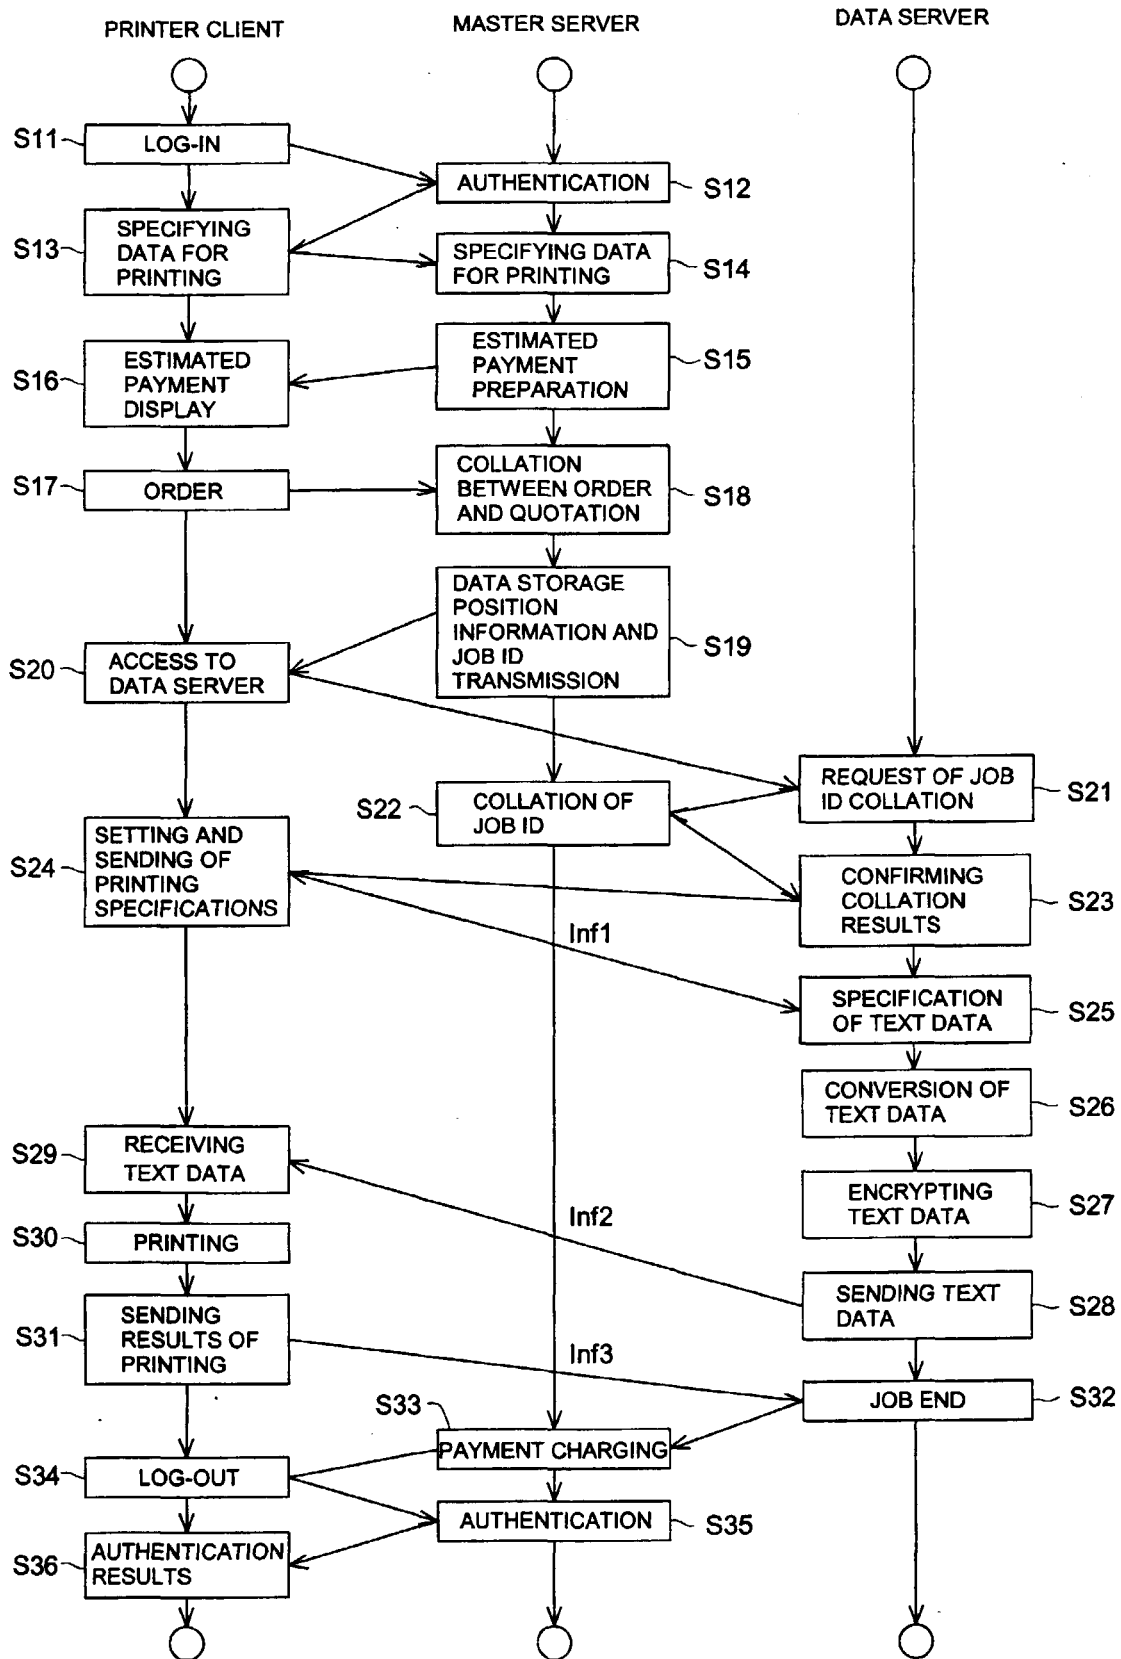 PRINTER CLIENT
MASTER SERVER
DATA SERVER
S11
LOG-IN
AUTHENTICATION
S12
S13
SPECIFYING
DATA FOR
PRINTING
SPECIFYING DATA
FOR PRINTING
S14
S16
ESTIMATED
PAYMENT
DISPLAY
ESTIMATED
PAYMENT
PREPARATION
S15
S17
ORDER
COLLATION
BETWEEN ORDER
AND QUOTATION
S18
DATA STORAGE
POSITION
INFORMATION AND
JOB ID
TRANSMISSION
S19
S20
ACCESS TO
DATA SERVER
REQUEST OF JOB
ID COLLATION
S21
S22
COLLATION OF
JOB ID
S24
SETTING AND
SENDING OF
PRINTING
SPECIFICATIONS
CONFIRMING
COLLATION
RESULTS
S23
Inf1
SPECIFICATION
OF TEXT DATA
S25
CONVERSION OF
TEXT DATA
S26
S29
RECEIVING
TEXT DATA
ENCRYPTING
TEXT DATA
S27
Inf2
S30
PRINTING
SENDING TEXT
DATA
S28
S31
SENDING
RESULTS OF
PRINTING
Inf3
JOB END
S32
S33
PAYMENT CHARGING
S34
LOG-OUT
AUTHENTICATION
S35
S36
AUTHENTICATION
RESULTS